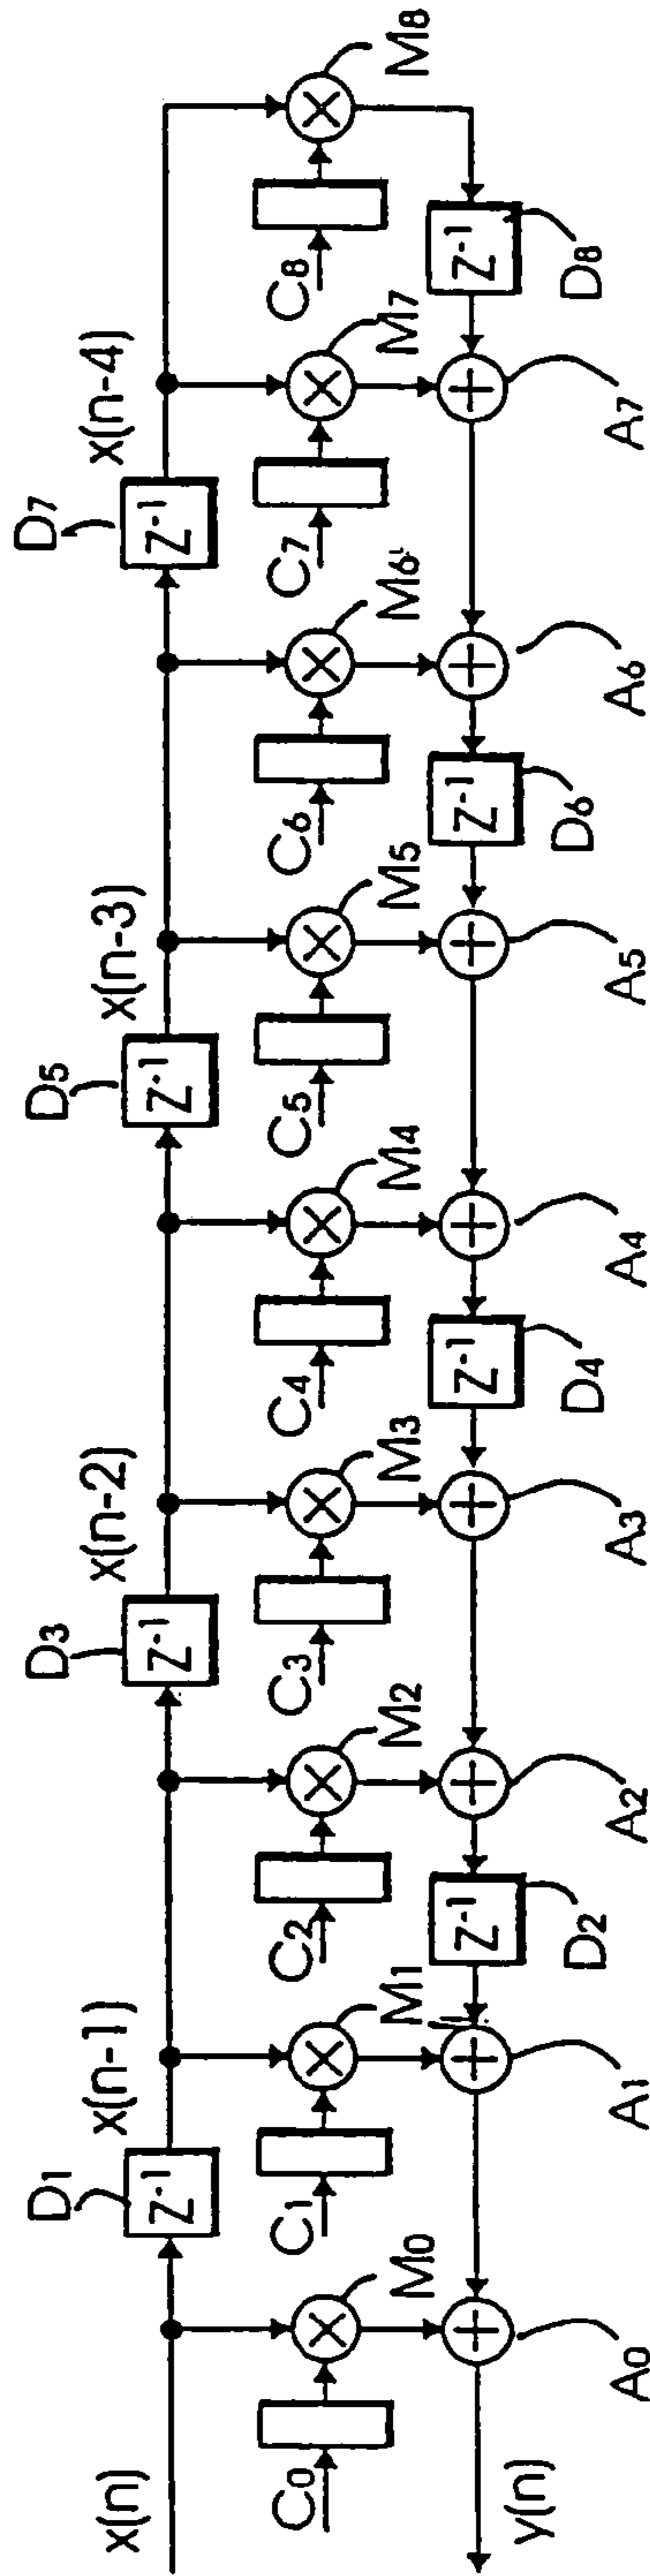 x(n) x(n-1) x(n-2) x(n-3) x(n-4)
D1 D3 D5 D7
Z-1 Z-1 Z-1 Z-1
C0 C1 C2 C3 C4 C5 C6 C7 C8
M0 M1 M2 M3 M4 M5 M6 M7 M8
Z-1 Z-1 Z-1 Z-1
D2 D4 D6 D8
y(n)
A0 A1 A2 A3 A4 A5 A6 A7